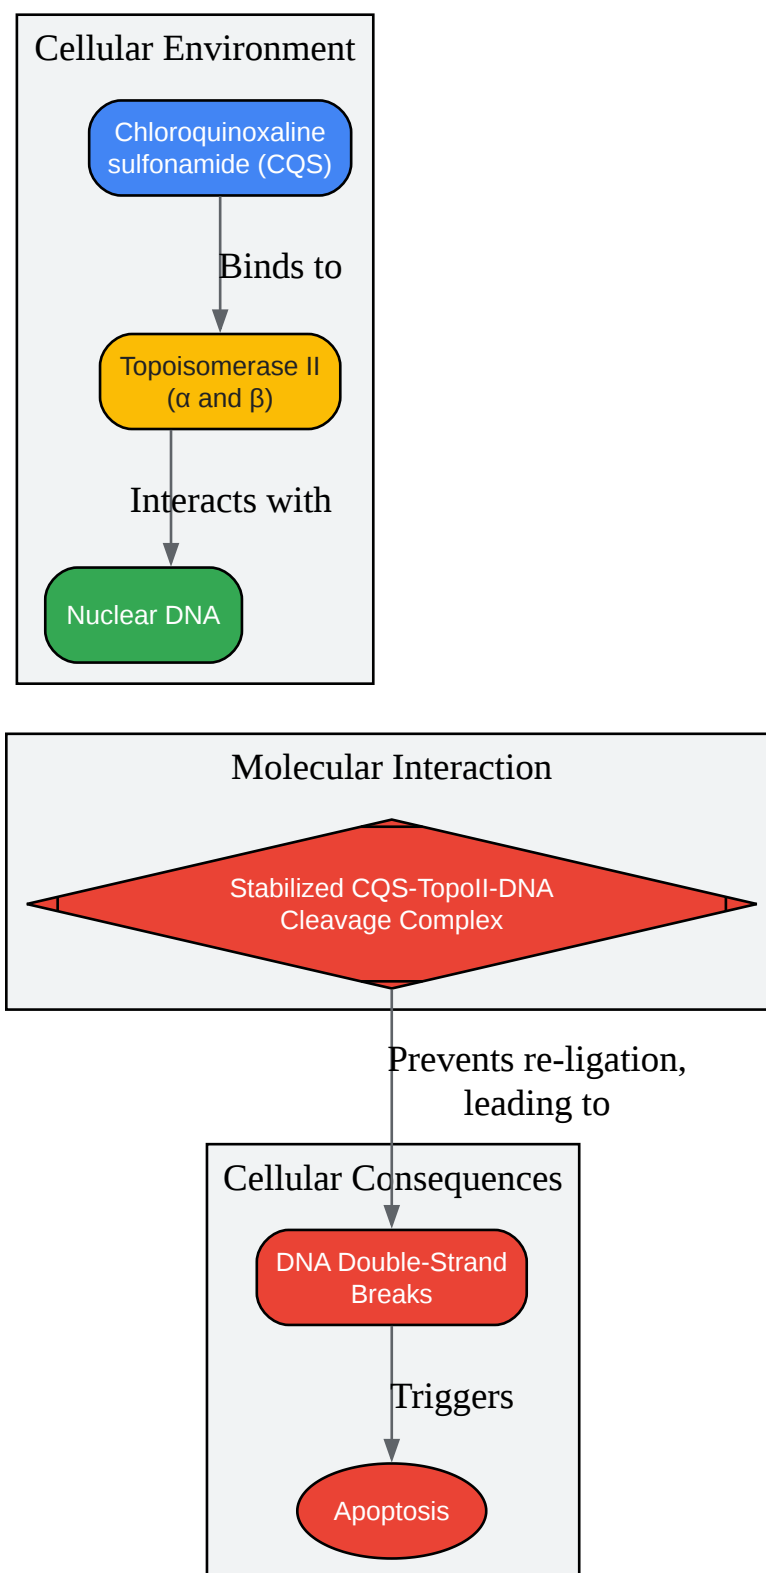 Cellular Environment
Chloroquinoxaline
sulfonamide (CQS)
Binds to
Topoisomerase II
(α and β)
Interacts with
Nuclear DNA
Molecular Interaction
Stabilized CQS-TopoII-DNA
Cleavage Complex
Prevents re-ligation,
leading to
Cellular Consequences
DNA Double-Strand
Breaks
Triggers
Apoptosis